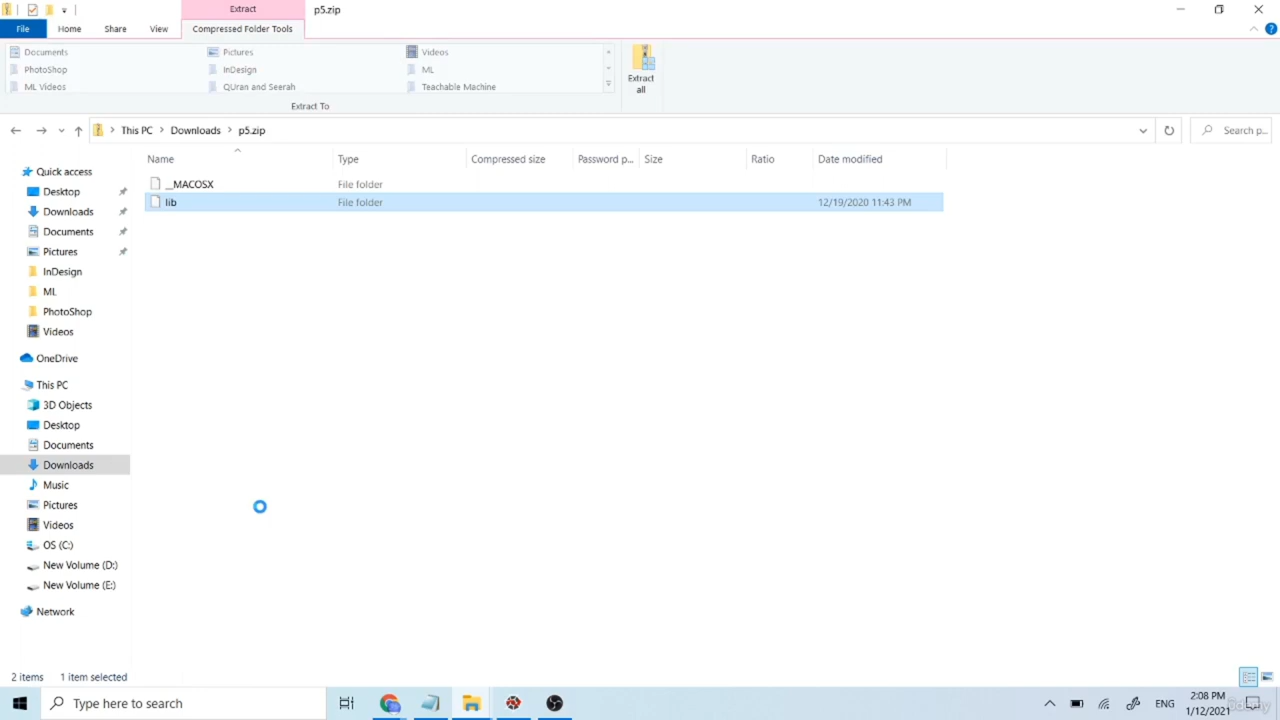 Extract
p5.zip
File
Home
Share
View
Compressed Folder Tools
Documents
Pictures
Videos
PhotoShop
InDesign
ML
ML Videos
QUran and Seerah
Teachable Machine
Extract all
Extract To
This PC > Downloads > p5.zip
Search p...
Name
Type
Compressed size
Password p...
Size
Ratio
Date modified
__MACOSX
File folder
lib
File folder
12/19/2020 11:43 PM
Quick access
Desktop
Downloads
Documents
Pictures
InDesign
ML
PhotoShop
Videos
OneDrive
This PC
3D Objects
Desktop
Documents
Downloads
Music
Pictures
Videos
OS (C:)
New Volume (D:)
New Volume (E:)
Network
2 items
1 item selected
Type here to search
ENG
2:08 PM
1/12/2021
Udemy